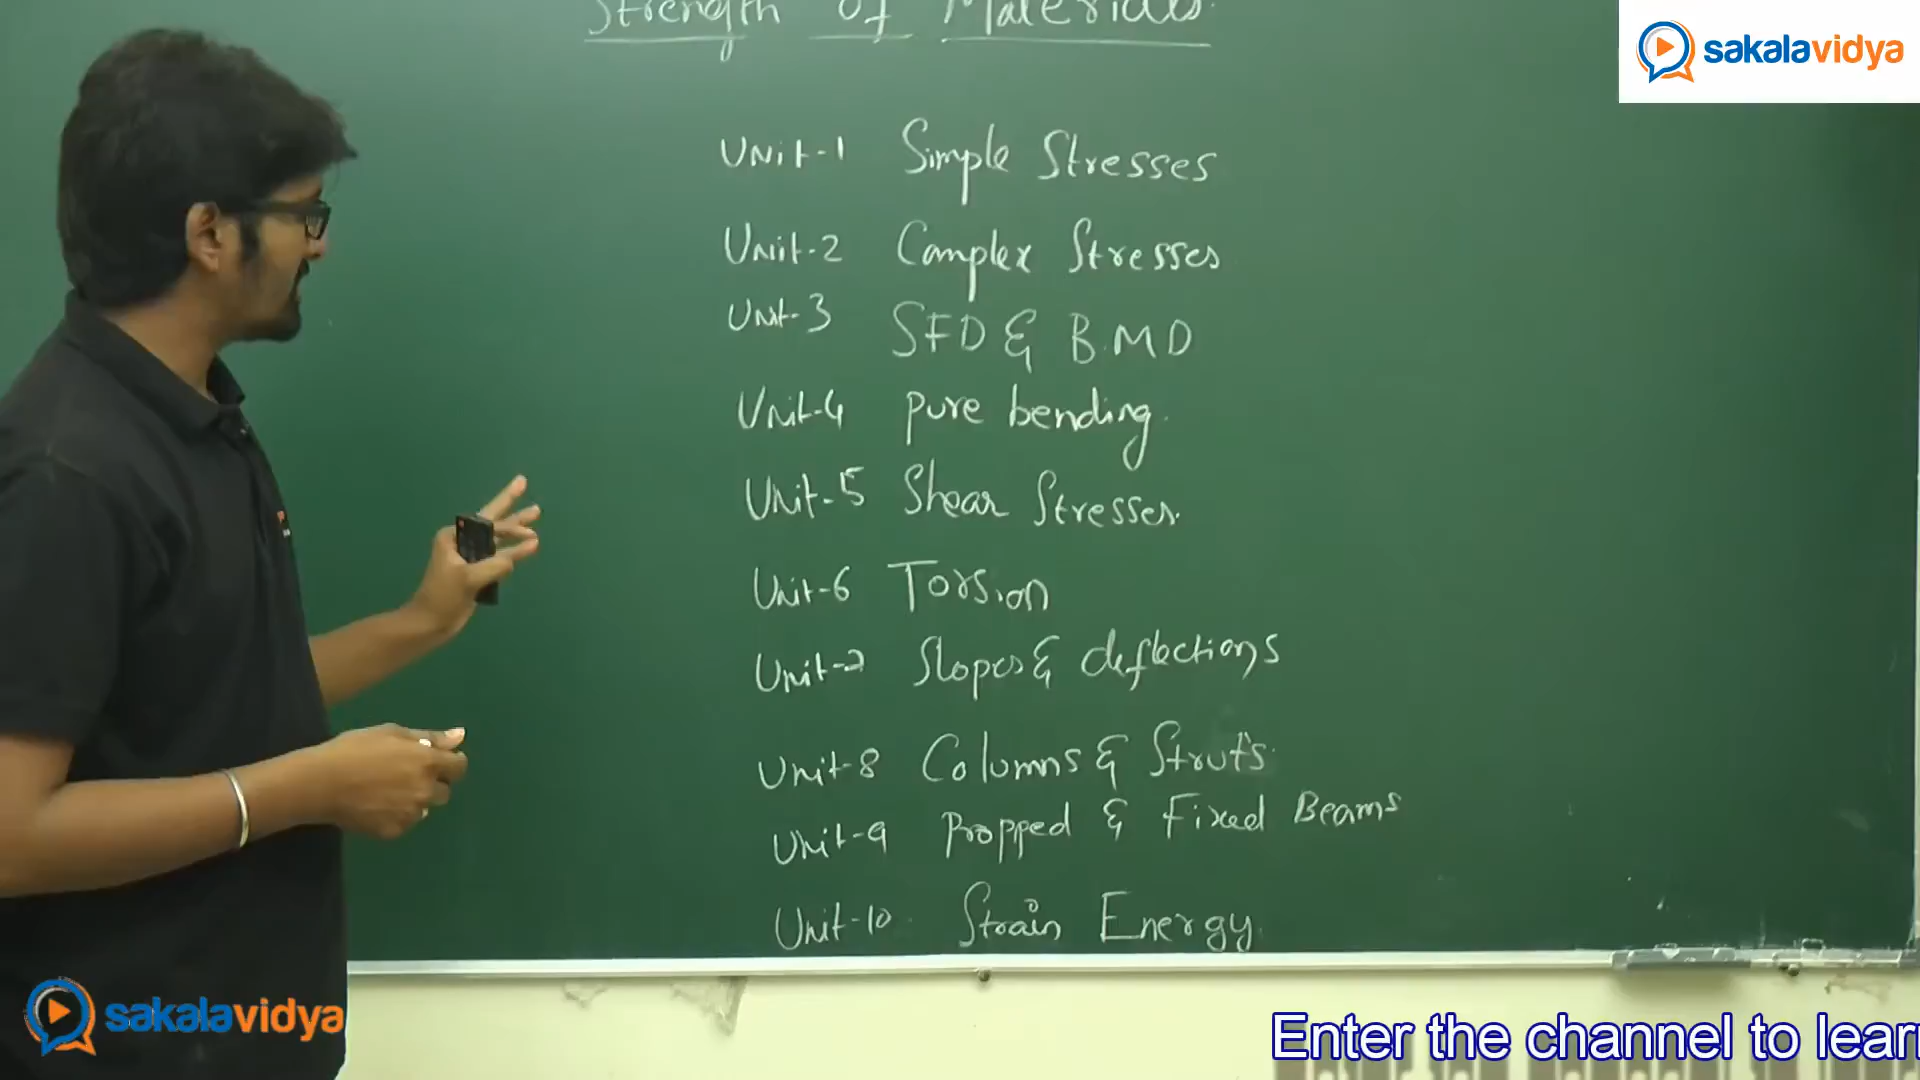 Strength of Materials
sakalavidya
Unit-1 Simple Stresses
Unit-2 Complex Stresses
Unit-3 SFD & B.M.D
Unit-4 pure bending.
Unit-5 Shear Stresses.
Unit-6 Torsion
Unit-7 Slopes & deflections
Unit-8 Columns & Struts.
Unit-9 Propped & Fixed Beams
Unit-10. Strain Energy.
sakalavidya
Enter the channel to lear